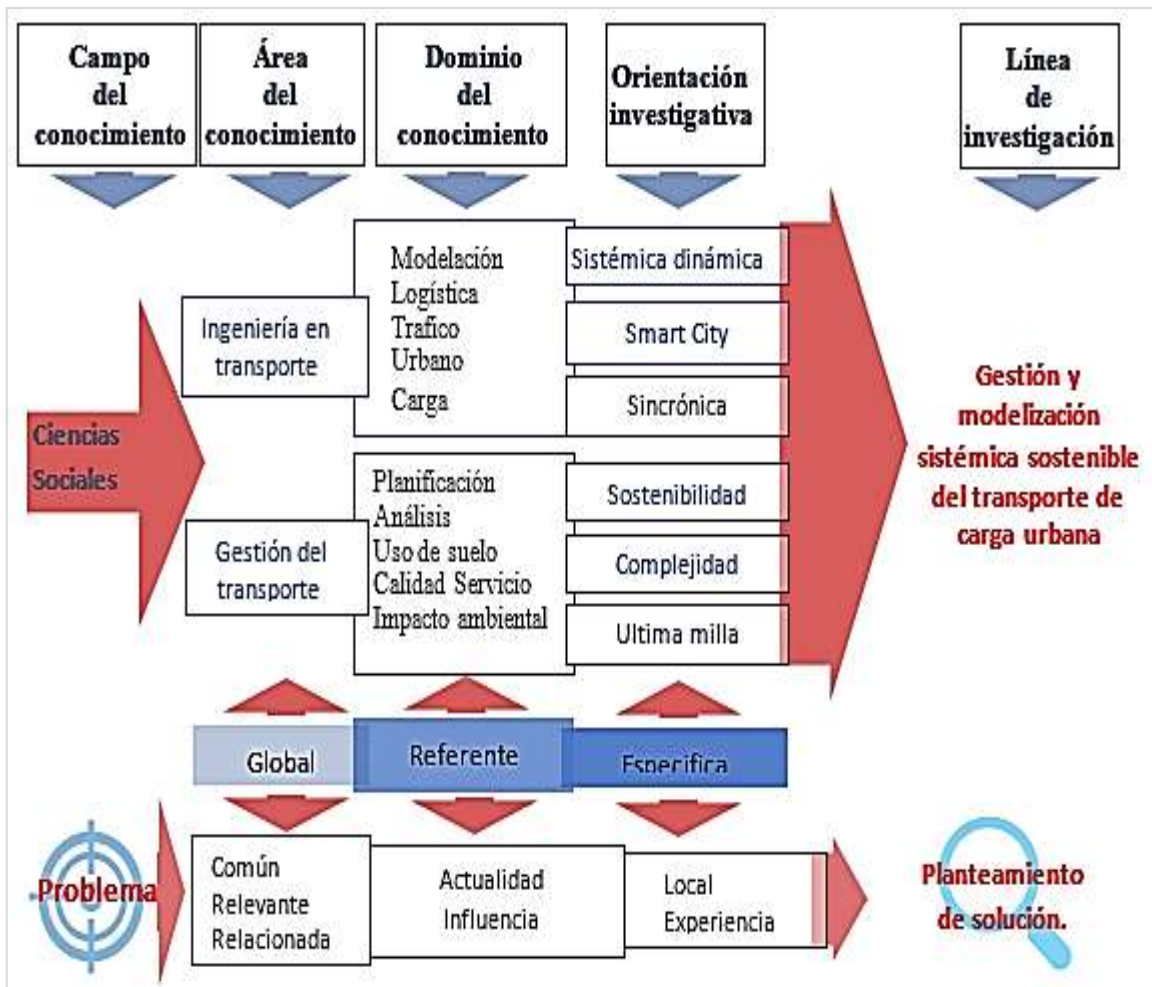 Campo
del
conocimiento
Área
del
conocimiento
Dominio
del
conocimiento
Orientación
investigativa
Línea
de
investigación
Ciencias
Sociales
Ingeniería en
transporte
Gestión del
transporte
Modelación
Logística
Trafico
Urbano
Carga
Planificación
Análisis
Uso de suelo
Calidad Servicio
Impacto ambiental
Sistémica dinámica
Smart City
Sincrónica
Sostenibilidad
Complejidad
Ultima milla
Gestión y
modelización
sistémica sostenible
del transporte de
carga urbana
Global
Referente
Especifica
Problema
Común
Relevante
Relacionada
Actualidad
Influencia
Local
Experiencia
Planteamiento
de solución.